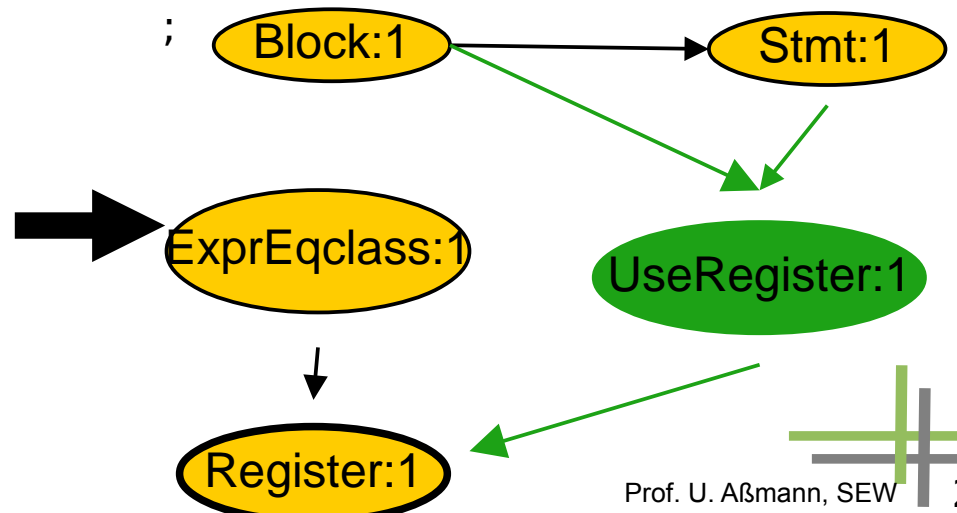 ;
Block:1
Stmt:1
ExprEqclass:1
UseRegister:1
Register:1
Prof. U. Aßmann, SEW